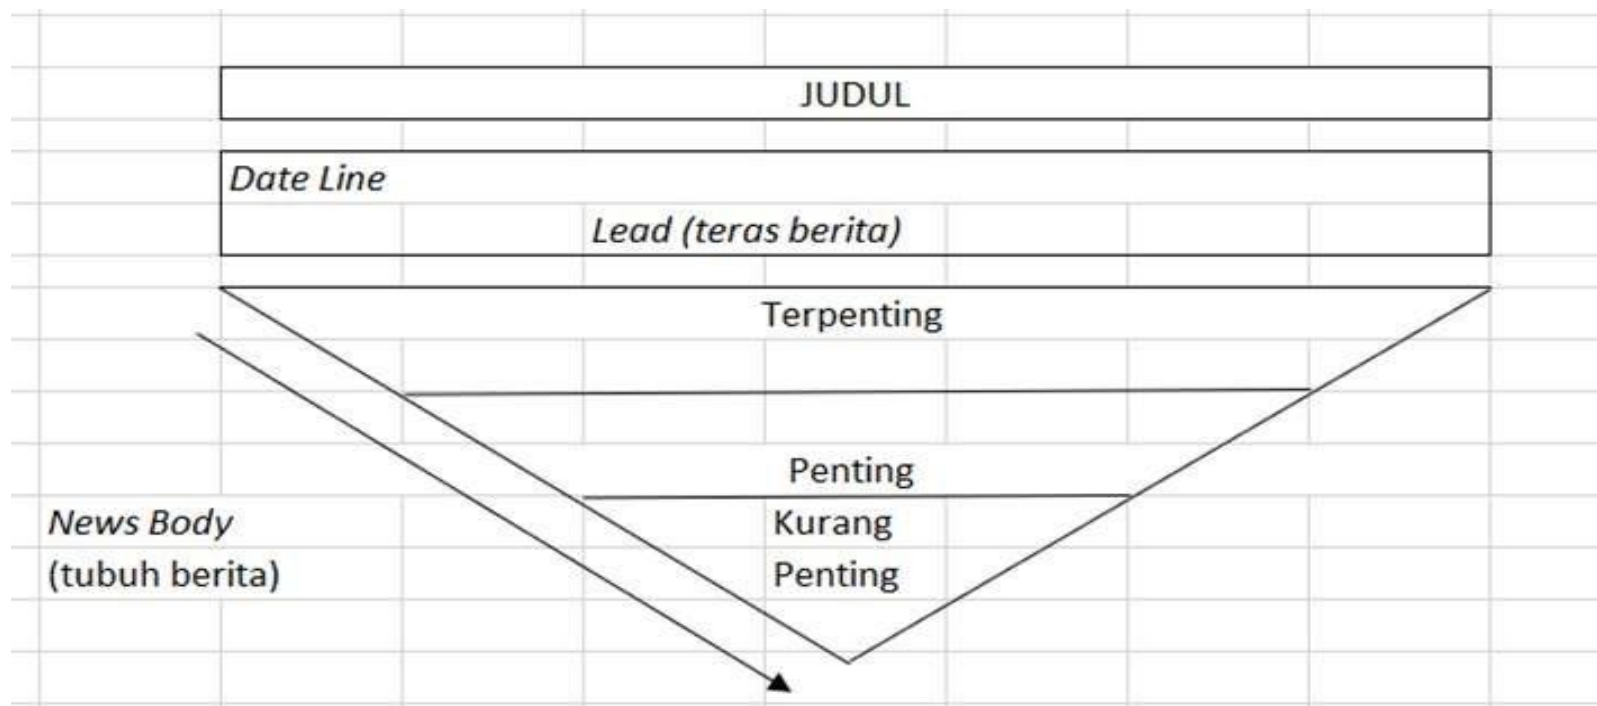 JUDUL
Date Line
Lead (teras berita)
Terpenting
Penting
News Body
(tubuh berita)
Kurang
Penting